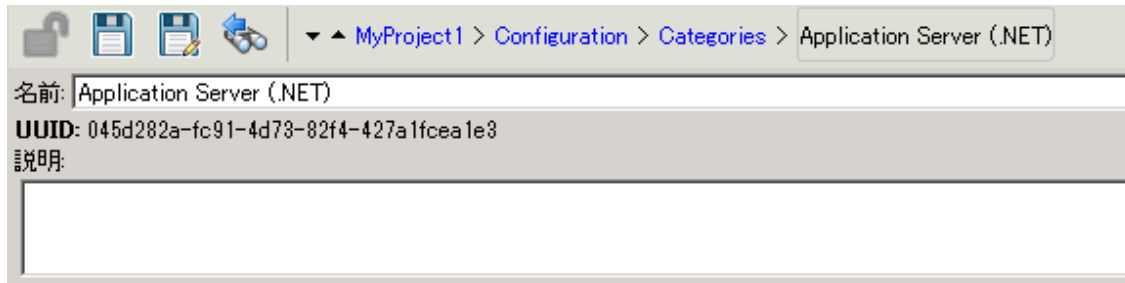 MyProject1 > Configuration > Categories > Application Server (.NET)
名前: Application Server (.NET)
UUID: 045d282a-fc91-4d73-82f4-427a1fcea1e3
説明: